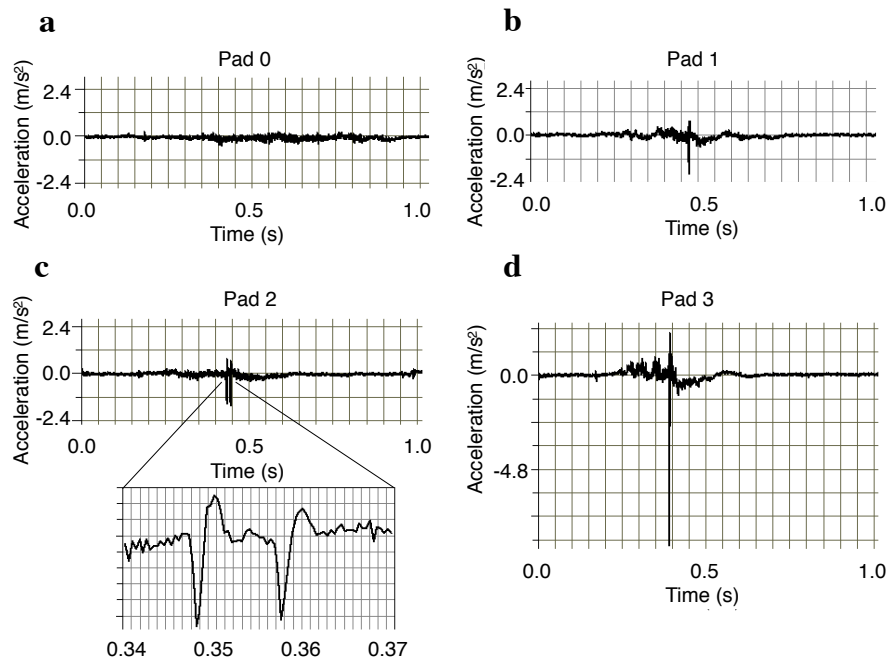 a
Pad 0
Acceleration (m/s²)
2.4
0.0
-2.4
0.0
0.5
1.0
Time (s)
b
Pad 1
Acceleration (m/s²)
2.4
0.0
-2.4
0.0
0.5
1.0
Time (s)
c
Pad 2
Acceleration (m/s²)
2.4
0.0
-2.4
0.0
0.5
1.0
Time (s)
0.34
0.35
0.36
0.37
d
Pad 3
Acceleration (m/s²)
0.0
-4.8
0.0
0.5
1.0
Time (s)